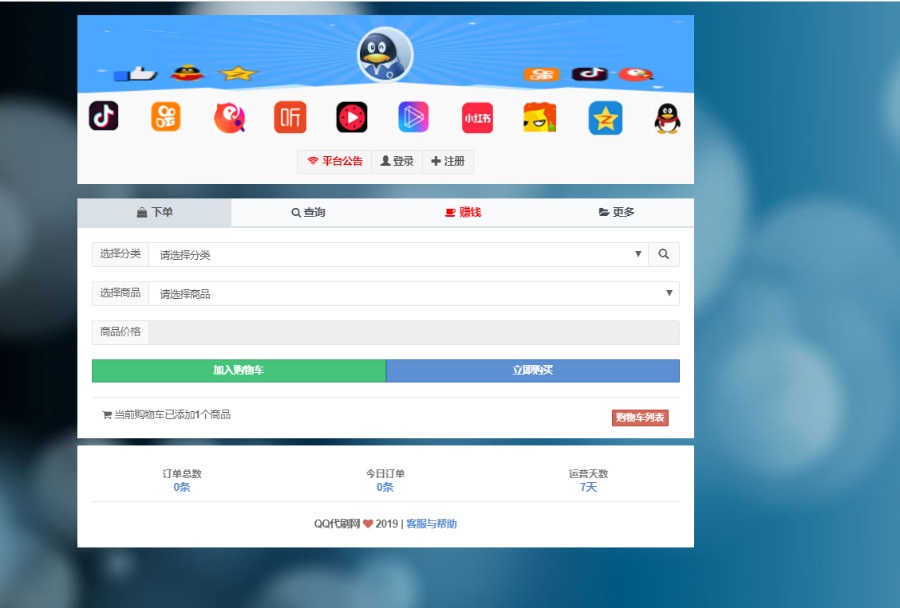 听
小红书
平台公告 登录 注册
下单 查询 赚钱 更多
选择分类 请选择分类
选择商品 请选择商品
商品价格
加入购物车 立即购买
当前购物车已添加1个商品 购物车列表
订单总数 今日订单 运营天数
0条 0条 7天
QQ代刷网 2019 | 客服与帮助